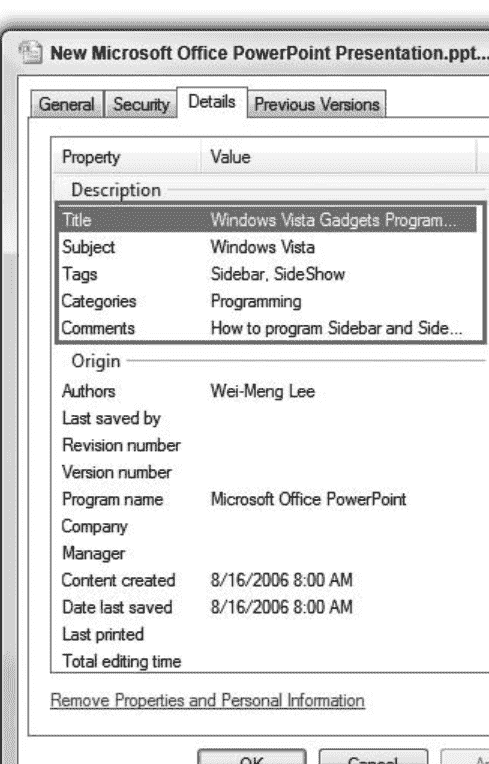 New Microsoft Office PowerPoint Presentation.ppt...
General Security Details Previous Versions
Property Value
Description
Title Windows Vista Gadgets Program...
Subject Windows Vista
Tags Sidebar, SideShow
Categories Programming
Comments How to program Sidebar and Side...
Origin
Authors Wei-Meng Lee
Last saved by
Revision number
Version number
Program name Microsoft Office PowerPoint
Company
Manager
Content created 8/16/2006 8:00 AM
Date last saved 8/16/2006 8:00 AM
Last printed
Total editing time
Remove Properties and Personal Information
OK Cancel